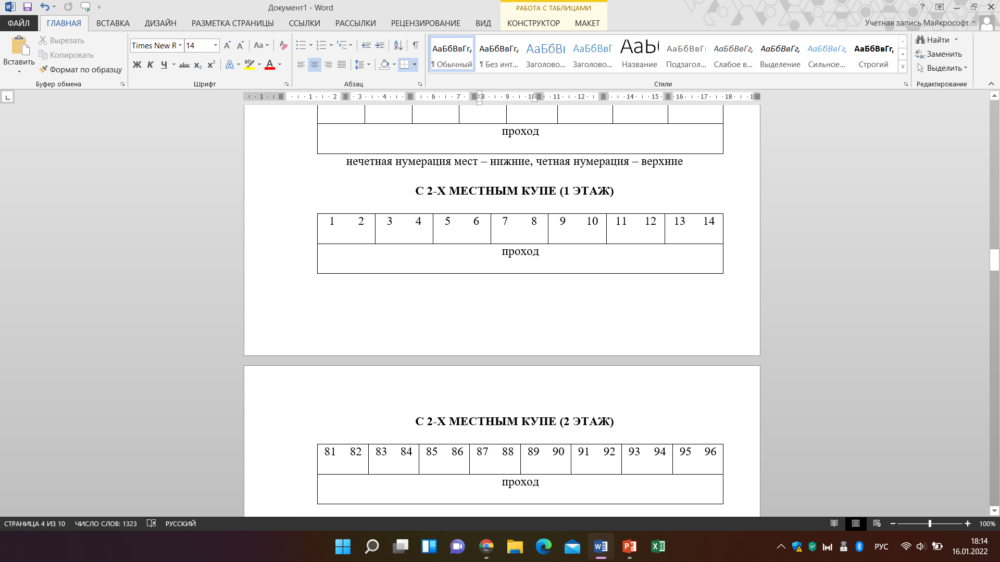 Документ1 - Word
РАБОТА С ТАБЛИЦАМИ
ФАЙЛ ГЛАВНАЯ ВСТАВКА ДИЗАЙН РАЗМЕТКА СТРАНИЦЫ ССЫЛКИ РАССЫЛКИ РЕЦЕНЗИРОВАНИЕ ВИД КОНСТРУКТОР МАКЕТ Учетная запись Майкрософт
Вставить
Вырезать
Копировать
Формат по образцу
Буфер обмена
Times New R 14
Шрифт
Абзац
АаБбВвГг, АаБбВвГг, АаБбВв АаБбВвГ АаБ АаБбВвГг АаБбВвГг, АаБбВвГг, АаБбВвГг, АаБбВвГг,
¶ Обычный ¶ Без инт... Заголово... Заголово... Название Подзагол... Слабое в... Выделение Сильное... Строгий
Стили
Найти
Заменить
Выделить
Редактирование
1 1 2 3 4 6 7 8 9 10 11 12 14 15 16 17 18 19
проход
нечетная нумерация мест – нижние, четная нумерация – верхние
С 2-Х МЕСТНЫМ КУПЕ (1 ЭТАЖ)
1 2 3 4 5 6 7 8 9 10 11 12 13 14
проход
С 2-Х МЕСТНЫМ КУПЕ (2 ЭТАЖ)
81 82 83 84 85 86 87 88 89 90 91 92 93 94 95 96
проход
СТРАНИЦА 4 ИЗ 10 ЧИСЛО СЛОВ: 1323 РУССКИЙ 100%
РУС
18:14
16.01.2022